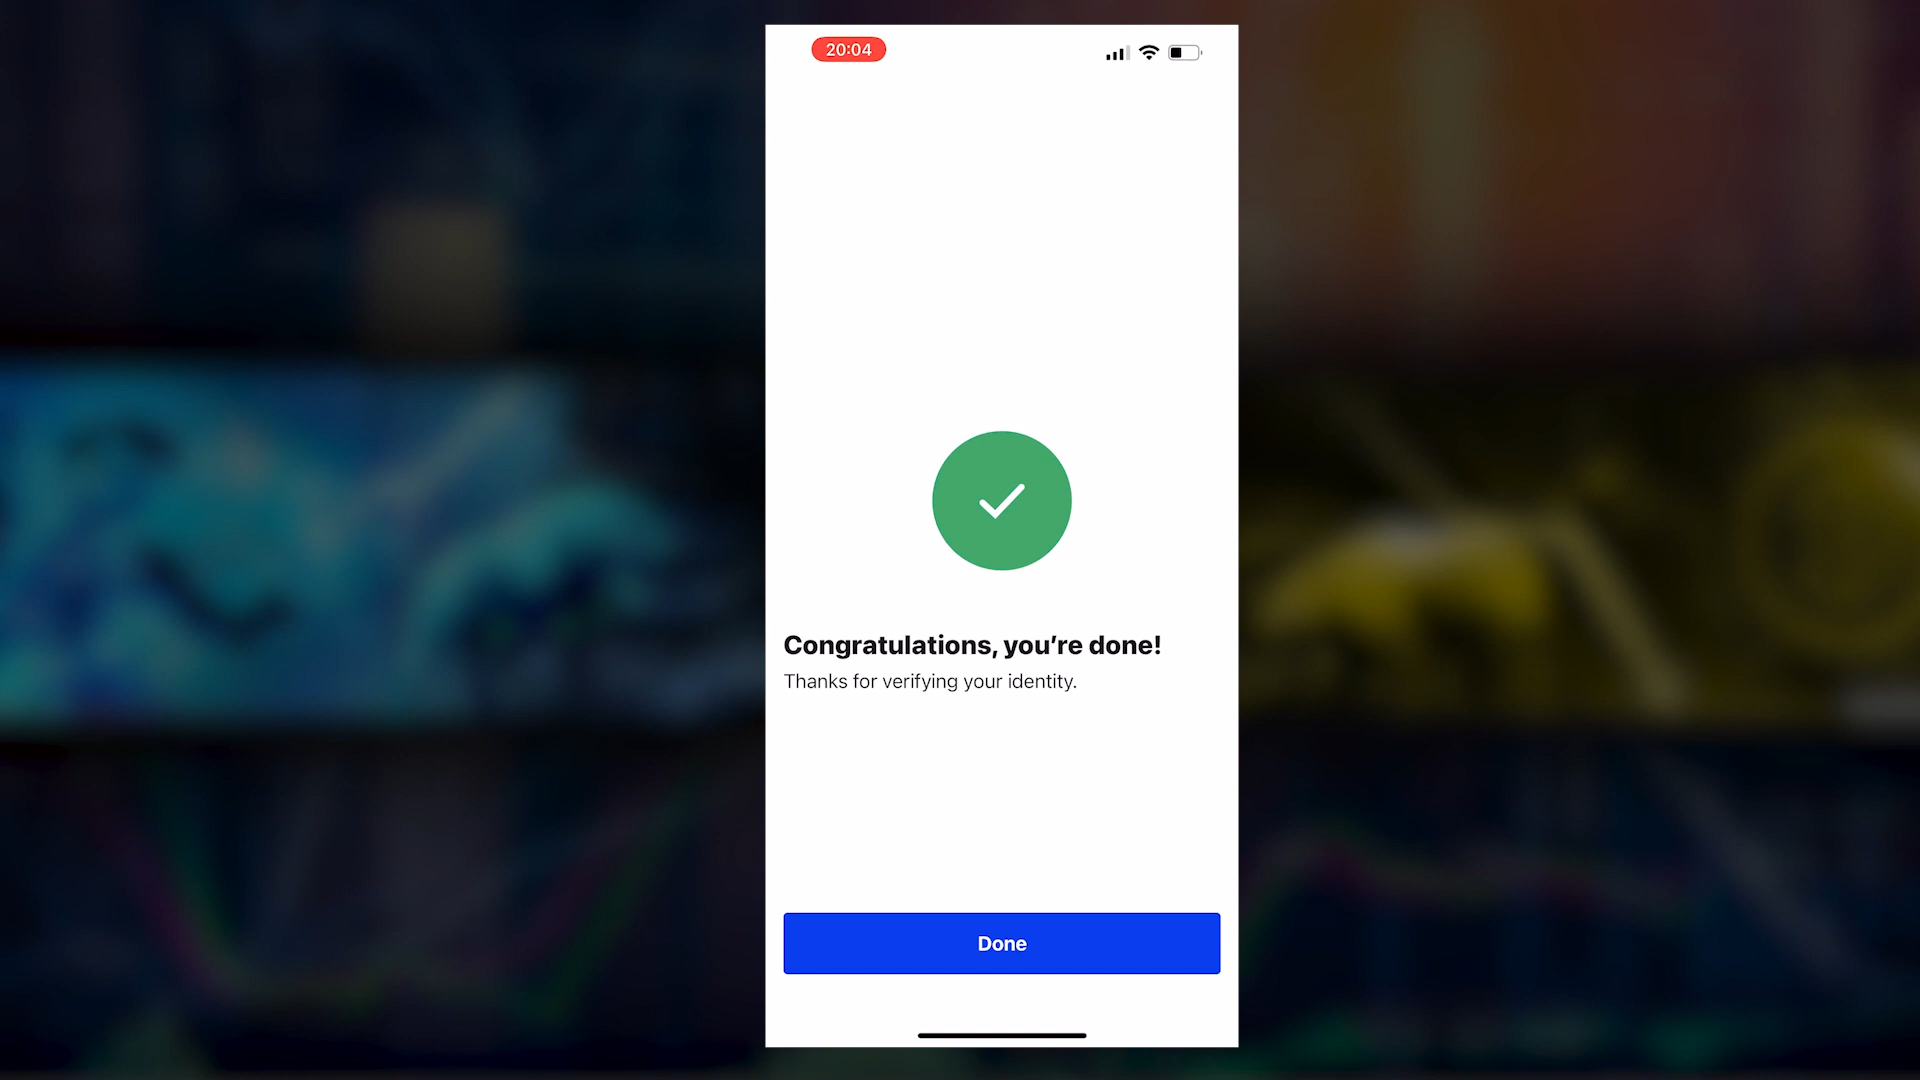 20:04
Congratulations, you’re done!
Thanks for verifying your identity.
Done